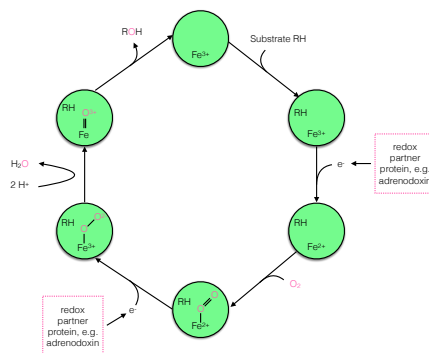 ROH
Fe³⁺
Substrate RH
RH
O
Fe
RH
Fe³⁺
redox
partner
protein, e.g.
adrenodoxin
e⁻
H₂O
2 H⁺
RH
O
O
Fe³⁺
RH
Fe²⁺
O₂
RH
O
O
Fe²⁺
redox
partner
protein, e.g.
adrenodoxin
e⁻